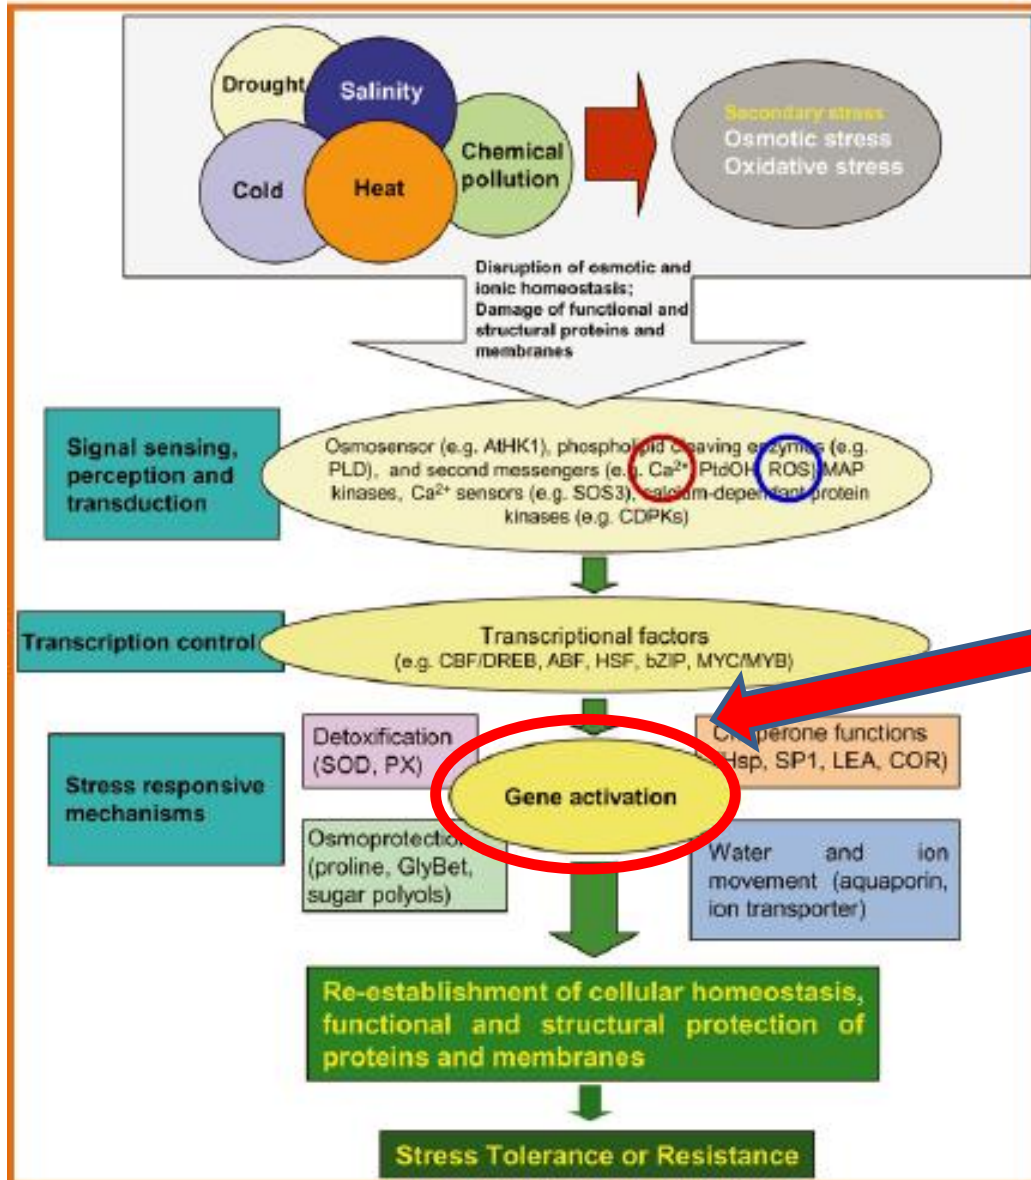 Drought
Salinity
Cold
Heat
Chemical
pollution
Secondary stress
Osmotic stress
Oxidative stress
Disruption of osmotic and
ionic homeostasis;
Damage of functional and
structural proteins and
membranes
Signal sensing,
perception and
transduction
Osmosensor (e.g. AtHK1), phospholipid cleaving enzymes (e.g.
PLD), and second messengers (e.g. Ca²⁺, PtdOH, ROS) MAP
kinases, Ca²⁺ sensors (e.g. SOS3), calcium-dependant protein
kinases (e.g. CDPKs)
Transcription control
Transcriptional factors
(e.g. CBF/DREB, ABF, HSF, bZIP, MYC/MYB)
Stress responsive
mechanisms
Detoxification
(SOD, PX)
Chaperone functions
(Hsp, SP1, LEA, COR)
Gene activation
Osmoprotection
(proline, GlyBet,
sugar polyols)
Water and ion
movement (aquaporin,
ion transporter)
Re-establishment of cellular homeostasis,
functional and structural protection of
proteins and membranes
Stress Tolerance or Resistance